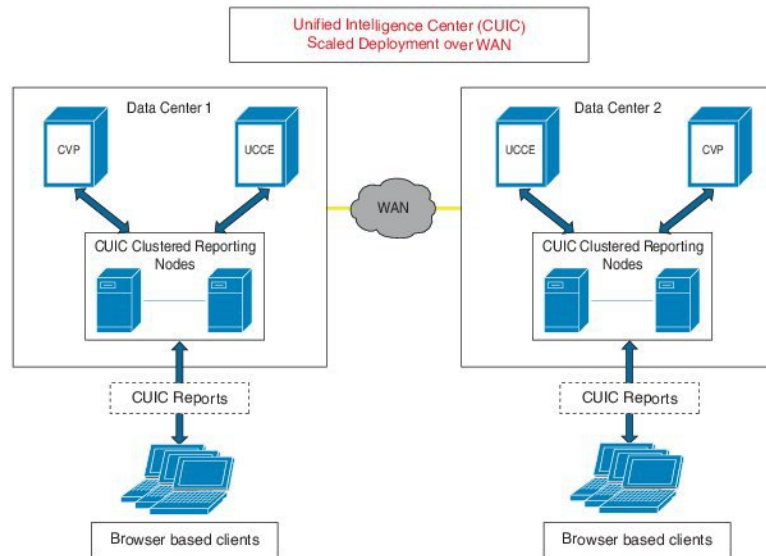 Unified Intelligence Center (CUIC)
Scaled Deployment over WAN
Data Center 1
CVP
UCCE
CUIC Clustered Reporting
Nodes
CUIC Reports
Browser based clients
WAN
Data Center 2
UCCE
CVP
CUIC Clustered Reporting
Nodes
CUIC Reports
Browser based clients